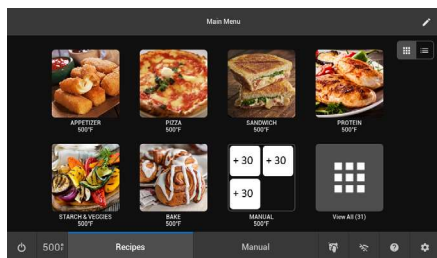 Main Menu
APPETIZER
500°F
PIZZA
500°F
SANDWICH
500°F
PROTEIN
500°F
STARCH & VEGGIES
500°F
BAKE
500°F
+ 30 + 30
+ 30
MANUAL
500°F
View All (31)
500°F
Recipes
Manual
?